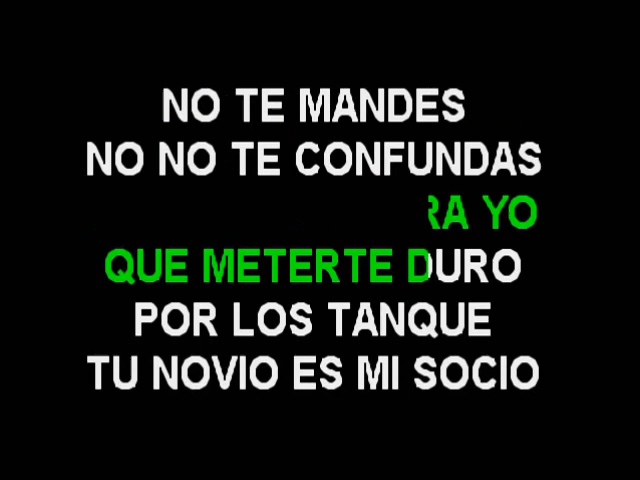 NO TE MANDES
NO NO TE CONFUNDAS
YO
QUE METERTE DURO
POR LOS TANQUE
TU NOVIO ES MI SOCIO